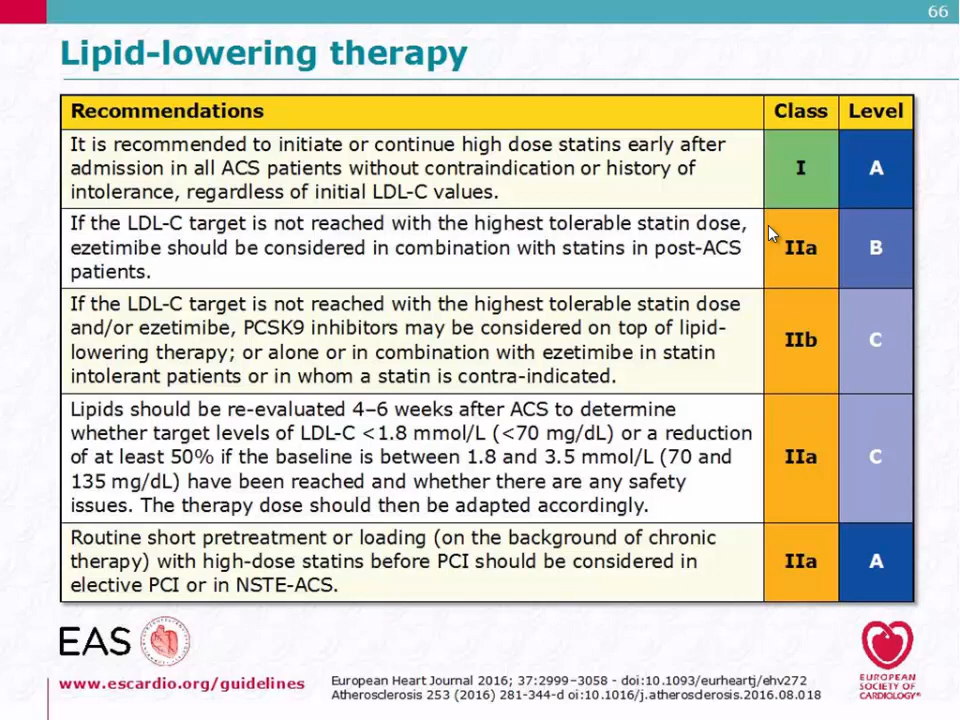 66
Lipid-lowering therapy
Recommendations Class Level
It is recommended to initiate or continue high dose statins early after
admission in all ACS patients without contraindication or history of
intolerance, regardless of initial LDL-C values.
I A
If the LDL-C target is not reached with the highest tolerable statin dose,
ezetimibe should be considered in combination with statins in post-ACS
patients.
IIa B
If the LDL-C target is not reached with the highest tolerable statin dose
and/or ezetimibe, PCSK9 inhibitors may be considered on top of lipid-
lowering therapy; or alone or in combination with ezetimibe in statin
intolerant patients or in whom a statin is contra-indicated.
IIb C
Lipids should be re-evaluated 4–6 weeks after ACS to determine
whether target levels of LDL-C <1.8 mmol/L (<70 mg/dL) or a reduction
of at least 50% if the baseline is between 1.8 and 3.5 mmol/L (70 and
135 mg/dL) have been reached and whether there are any safety
issues. The therapy dose should then be adapted accordingly.
IIa C
Routine short pretreatment or loading (on the background of chronic
therapy) with high-dose statins before PCI should be considered in
elective PCI or in NSTE-ACS.
IIa A
EAS
www.escardio.org/guidelines
European Heart Journal 2016; 37:2999–3058 - doi:10.1093/eurheartj/ehv272
Atherosclerosis 253 (2016) 281-344-d oi:10.1016/j.atherosclerosis.2016.08.018
EUROPEAN
SOCIETY OF
CARDIOLOGY®